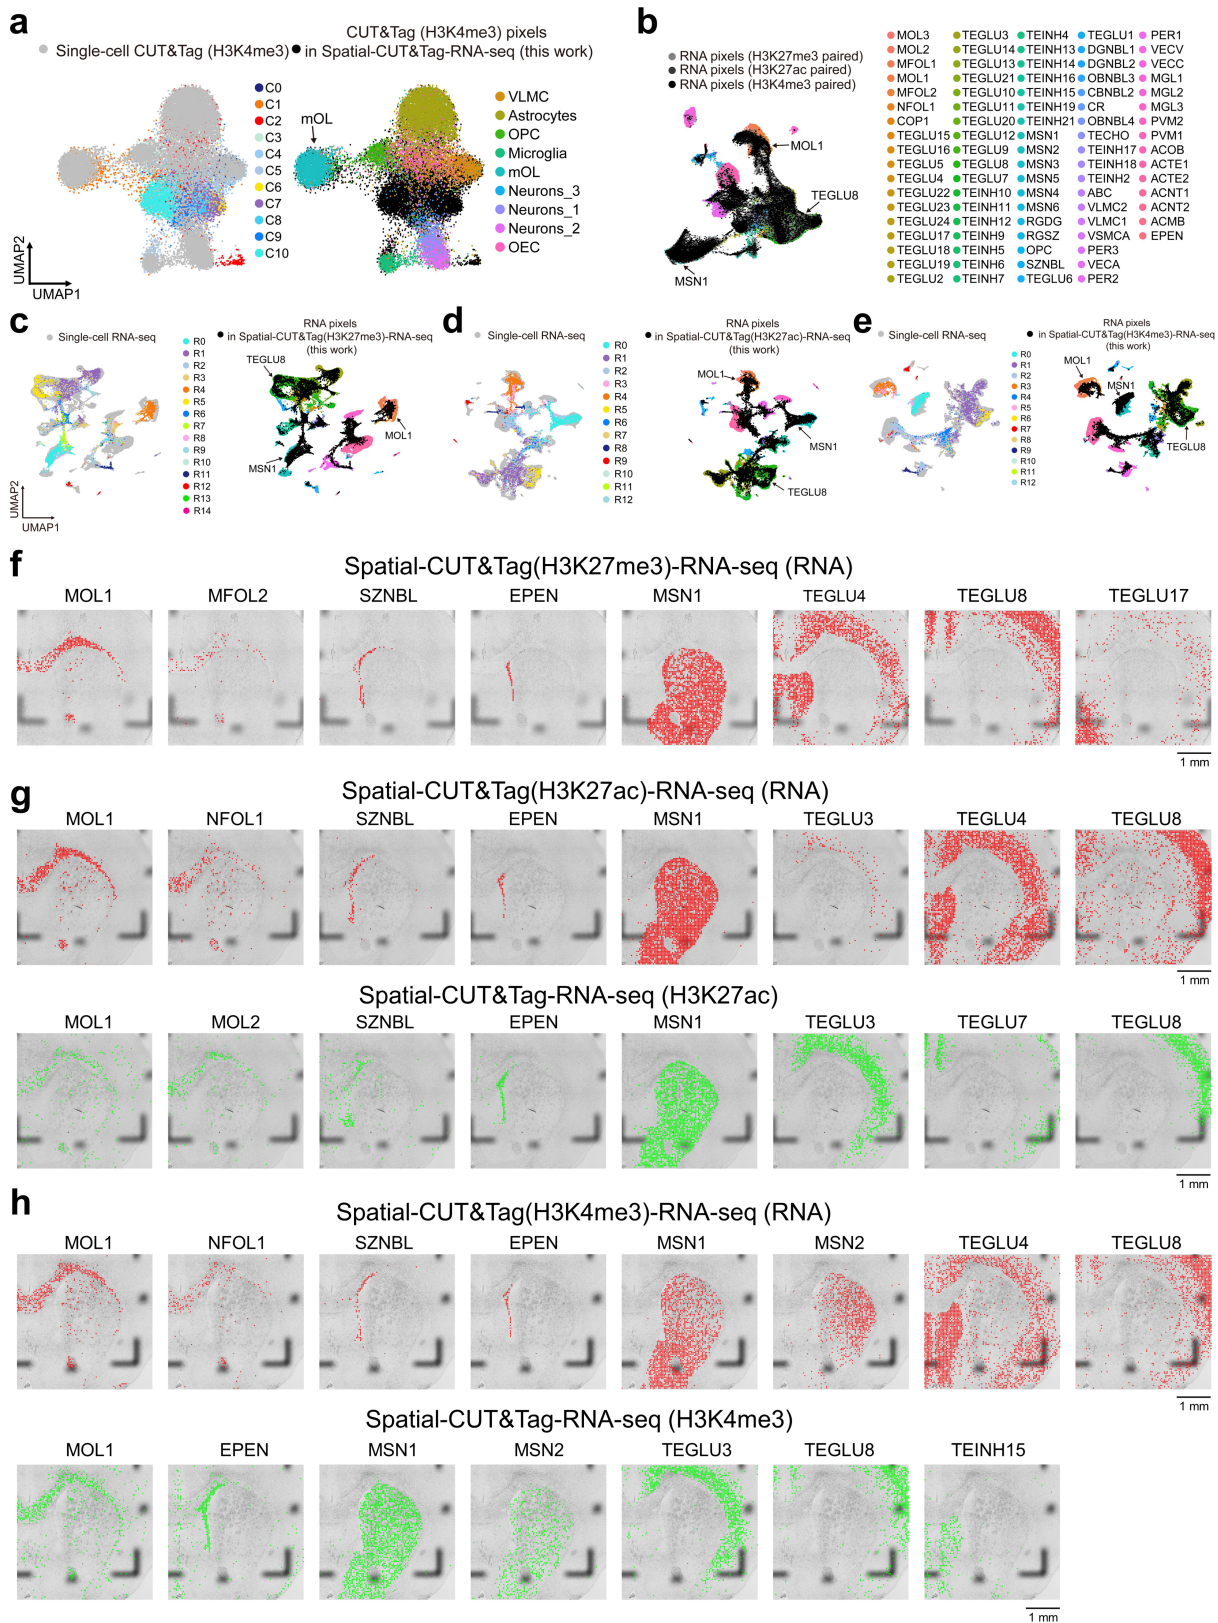 a
Single-cell CUT&Tag (H3K4me3)
CUT&Tag (H3K4me3) pixels
in Spatial-CUT&Tag-RNA-seq (this work)
C0
C1
C2
C3
C4
C5
C6
C7
C8
C9
C10
mOL
VLMC
Astrocytes
OPC
Microglia
mOL
Neurons_3
Neurons_1
Neurons_2
OEC
UMAP2
UMAP1
b
RNA pixels (H3K27me3 paired)
RNA pixels (H3K27ac paired)
RNA pixels (H3K4me3 paired)
MOL1
TEGLU8
MSN1
MOL3 TEGLU3 TEINH4 TEGLU1 PER1
MOL2 TEGLU14 TEINH13 DGNBL1 VECV
MFOL1 TEGLU13 TEINH14 DGNBL2 VECC
MOL1 TEGLU21 TEINH16 OBNBL3 MGL1
MFOL2 TEGLU10 TEINH15 CBNBL2 MGL2
NFOL1 TEGLU11 TEINH19 CR MGL3
COP1 TEGLU20 TEINH21 OBNBL4 PVM2
TEGLU15 TEGLU12 MSN1 TECHO PVM1
TEGLU16 TEGLU9 MSN2 TEINH17 ACOB
TEGLU5 TEGLU8 MSN3 TEINH18 ACTE1
TEGLU4 TEGLU7 MSN5 TEINH2 ACTE2
TEGLU22 TEINH10 MSN4 ABC ACNT1
TEGLU23 TEINH11 MSN6 VLMC2 ACNT2
TEGLU24 TEINH12 RGDG VLMC1 ACMB
TEGLU17 TEINH9 RGSZ VSMCA EPEN
TEGLU18 TEINH5 OPC PER3
TEGLU19 TEINH6 SZNBL VECA
TEGLU2 TEINH7 TEGLU6 PER2
c
Single-cell RNA-seq
RNA pixels
in Spatial-CUT&Tag(H3K27me3)-RNA-seq
(this work)
R0
R1
R2
R3
R4
R5
R6
R7
R8
R9
R10
R11
R12
R13
R14
TEGLU8
MOL1
MSN1
UMAP2
UMAP1
d
Single-cell RNA-seq
RNA pixels
in Spatial-CUT&Tag(H3K27ac)-RNA-seq
(this work)
R0
R1
R2
R3
R4
R5
R6
R7
R8
R9
R10
R11
R12
MOL1
MSN1
TEGLU8
e
Single-cell RNA-seq
RNA pixels
in Spatial-CUT&Tag(H3K4me3)-RNA-seq
(this work)
R0
R1
R2
R3
R4
R5
R6
R7
R8
R9
R10
R11
R12
MOL1
MSN1
TEGLU8
f
Spatial-CUT&Tag(H3K27me3)-RNA-seq (RNA)
MOL1 MFOL2 SZNBL EPEN MSN1 TEGLU4 TEGLU8 TEGLU17
1 mm
g
Spatial-CUT&Tag(H3K27ac)-RNA-seq (RNA)
MOL1 NFOL1 SZNBL EPEN MSN1 TEGLU3 TEGLU4 TEGLU8
1 mm
Spatial-CUT&Tag-RNA-seq (H3K27ac)
MOL1 MOL2 SZNBL EPEN MSN1 TEGLU3 TEGLU7 TEGLU8
1 mm
h
Spatial-CUT&Tag(H3K4me3)-RNA-seq (RNA)
MOL1 NFOL1 SZNBL EPEN MSN1 MSN2 TEGLU4 TEGLU8
1 mm
Spatial-CUT&Tag-RNA-seq (H3K4me3)
MOL1 EPEN MSN1 MSN2 TEGLU3 TEGLU8 TEINH15
1 mm